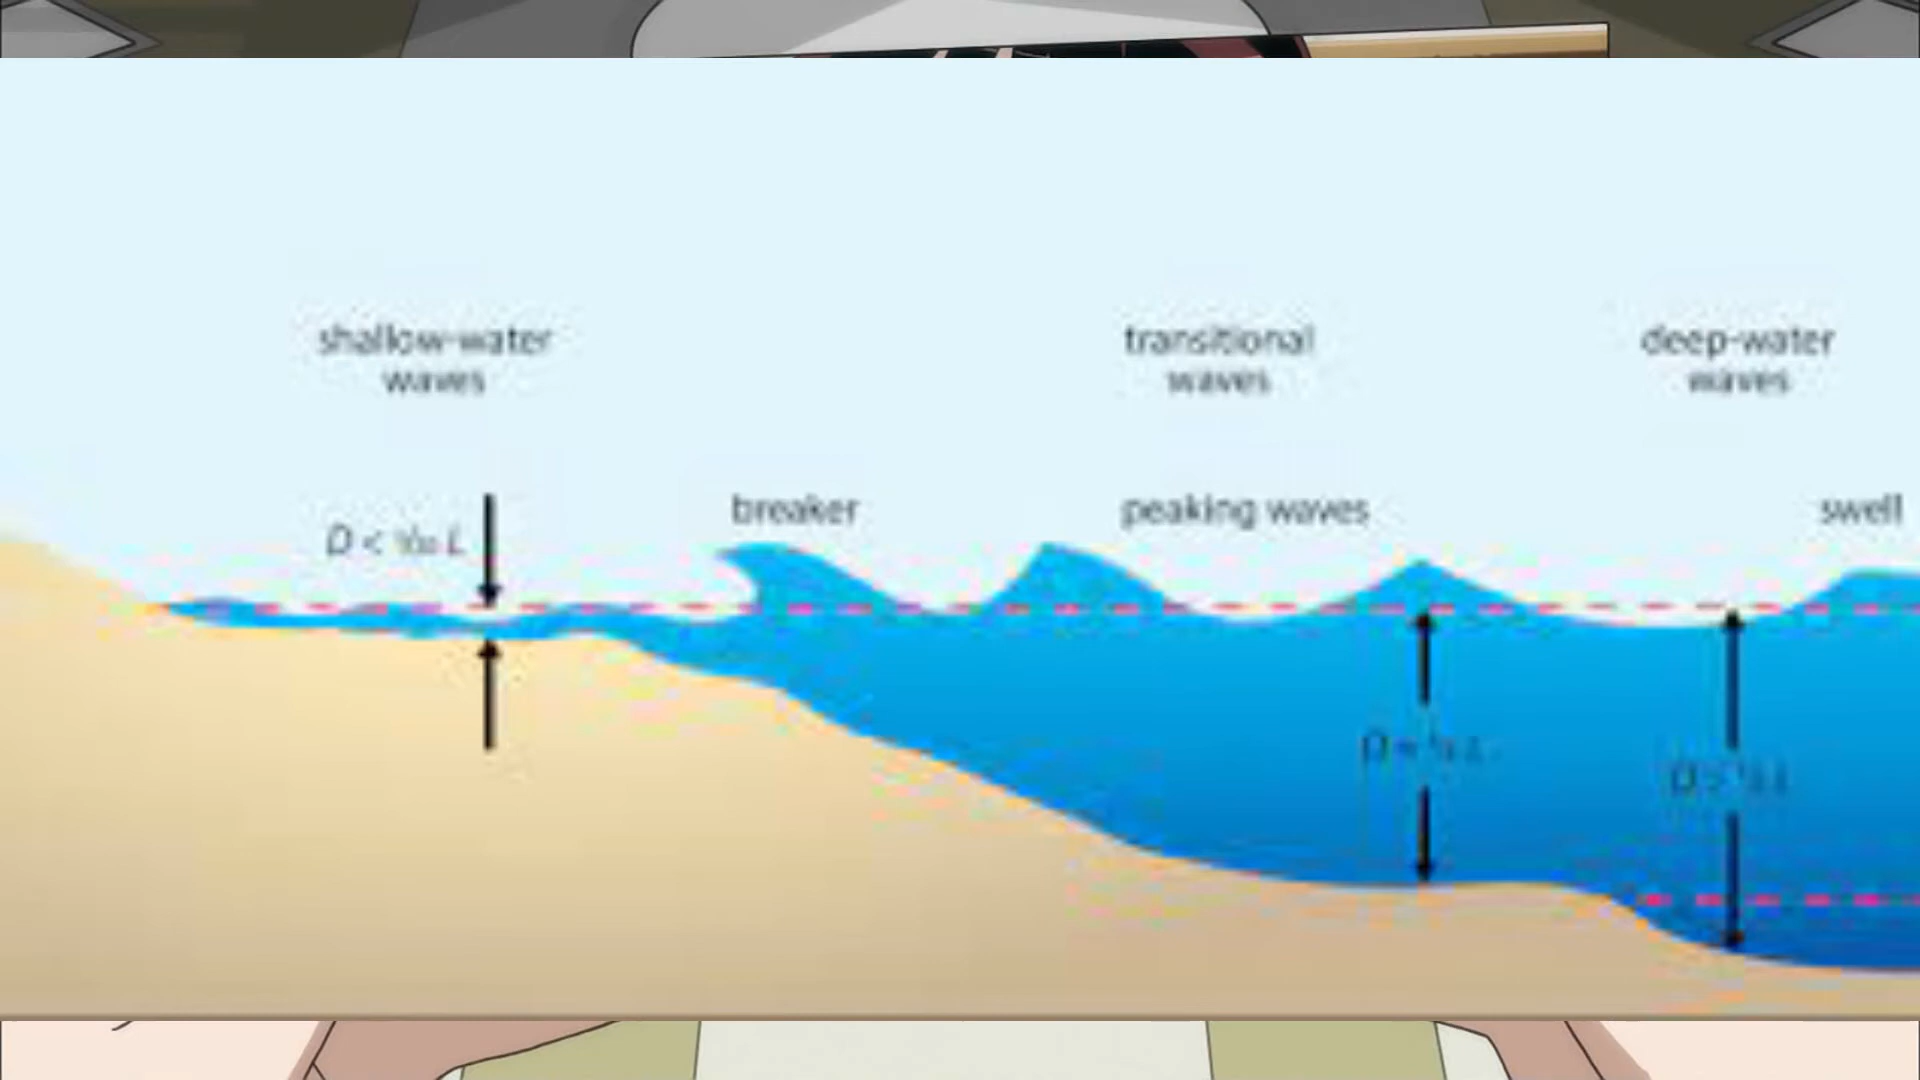 shallow-water
waves
transitional
waves
deep-water
waves
breaker
peaking waves
swell
D <
L